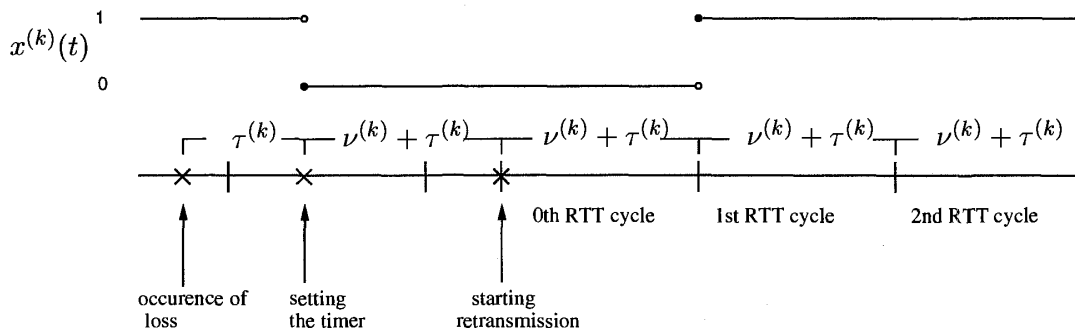 1
x^{(k)}(t)
0
τ^{(k)} ν^{(k)} + τ^{(k)} ν^{(k)} + τ^{(k)} ν^{(k)} + τ^{(k)} ν^{(k)} + τ^{(k)}
0th RTT cycle 1st RTT cycle 2nd RTT cycle
occurence of
loss
setting
the timer
starting
retransmission